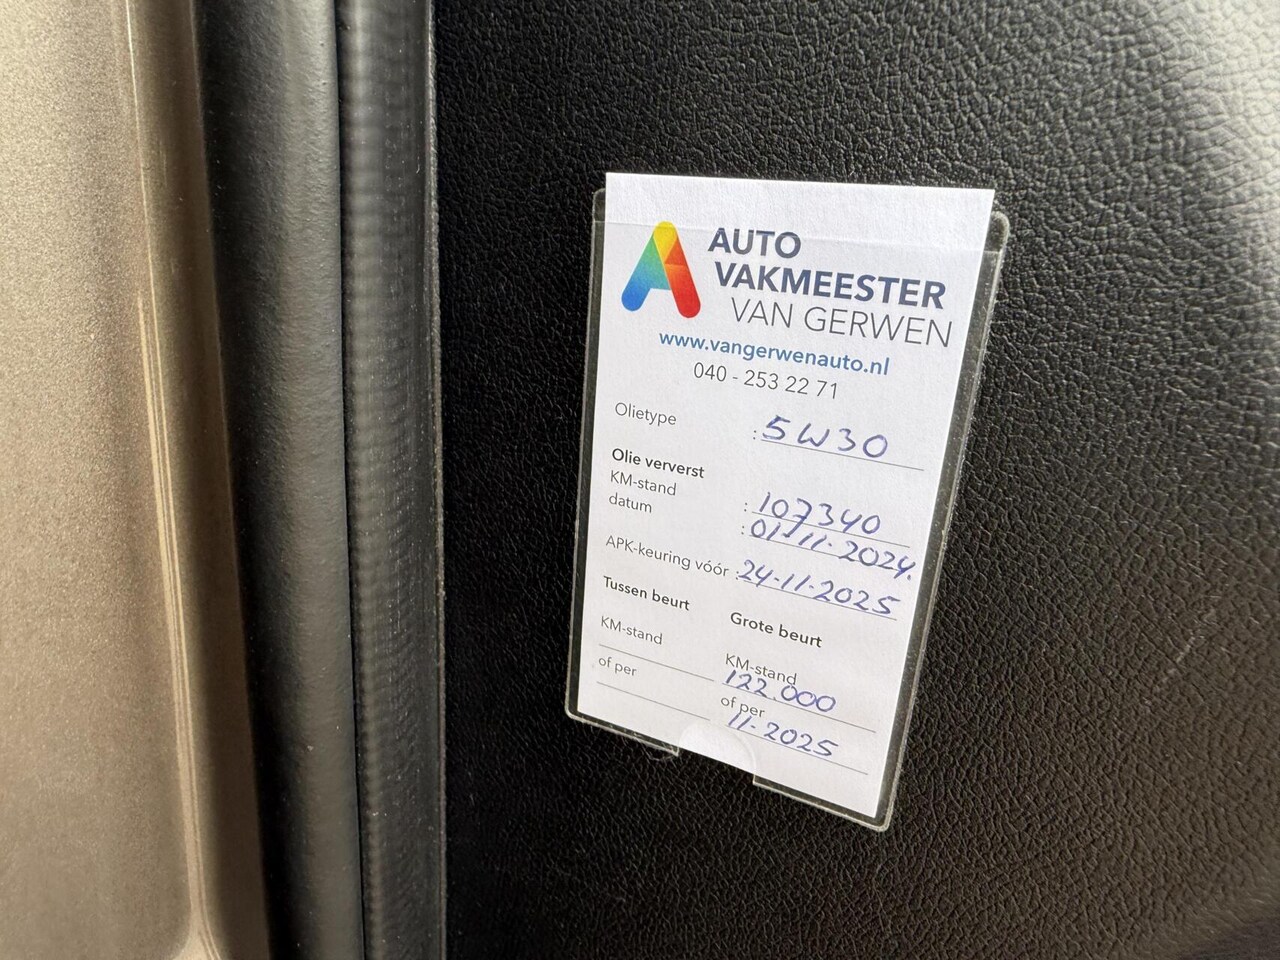 AUTO
VAKMEESTER
VAN GERWEN
www.vangerwenauto.nl
040 - 253 22 71
Olietype : 5W30
Olie ververst
KM-stand : 107340
datum : 01-11-2024.
APK-keuring vóór : 24-11-2025
Tussen beurt
KM-stand
of per
Grote beurt
KM-stand
122.000
of per
11-2025